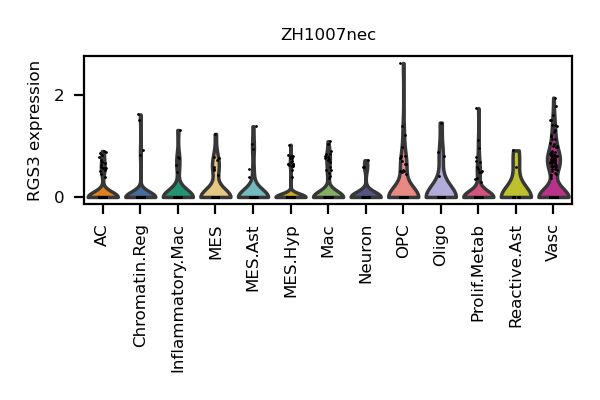 ZH1007nec
RGS3 expression
2
0
AC
Chromatin.Reg
Inflammatory.Mac
MES
MES.Ast
MES.Hyp
Mac
Neuron
OPC
Oligo
Prolif.Metab
Reactive.Ast
Vasc